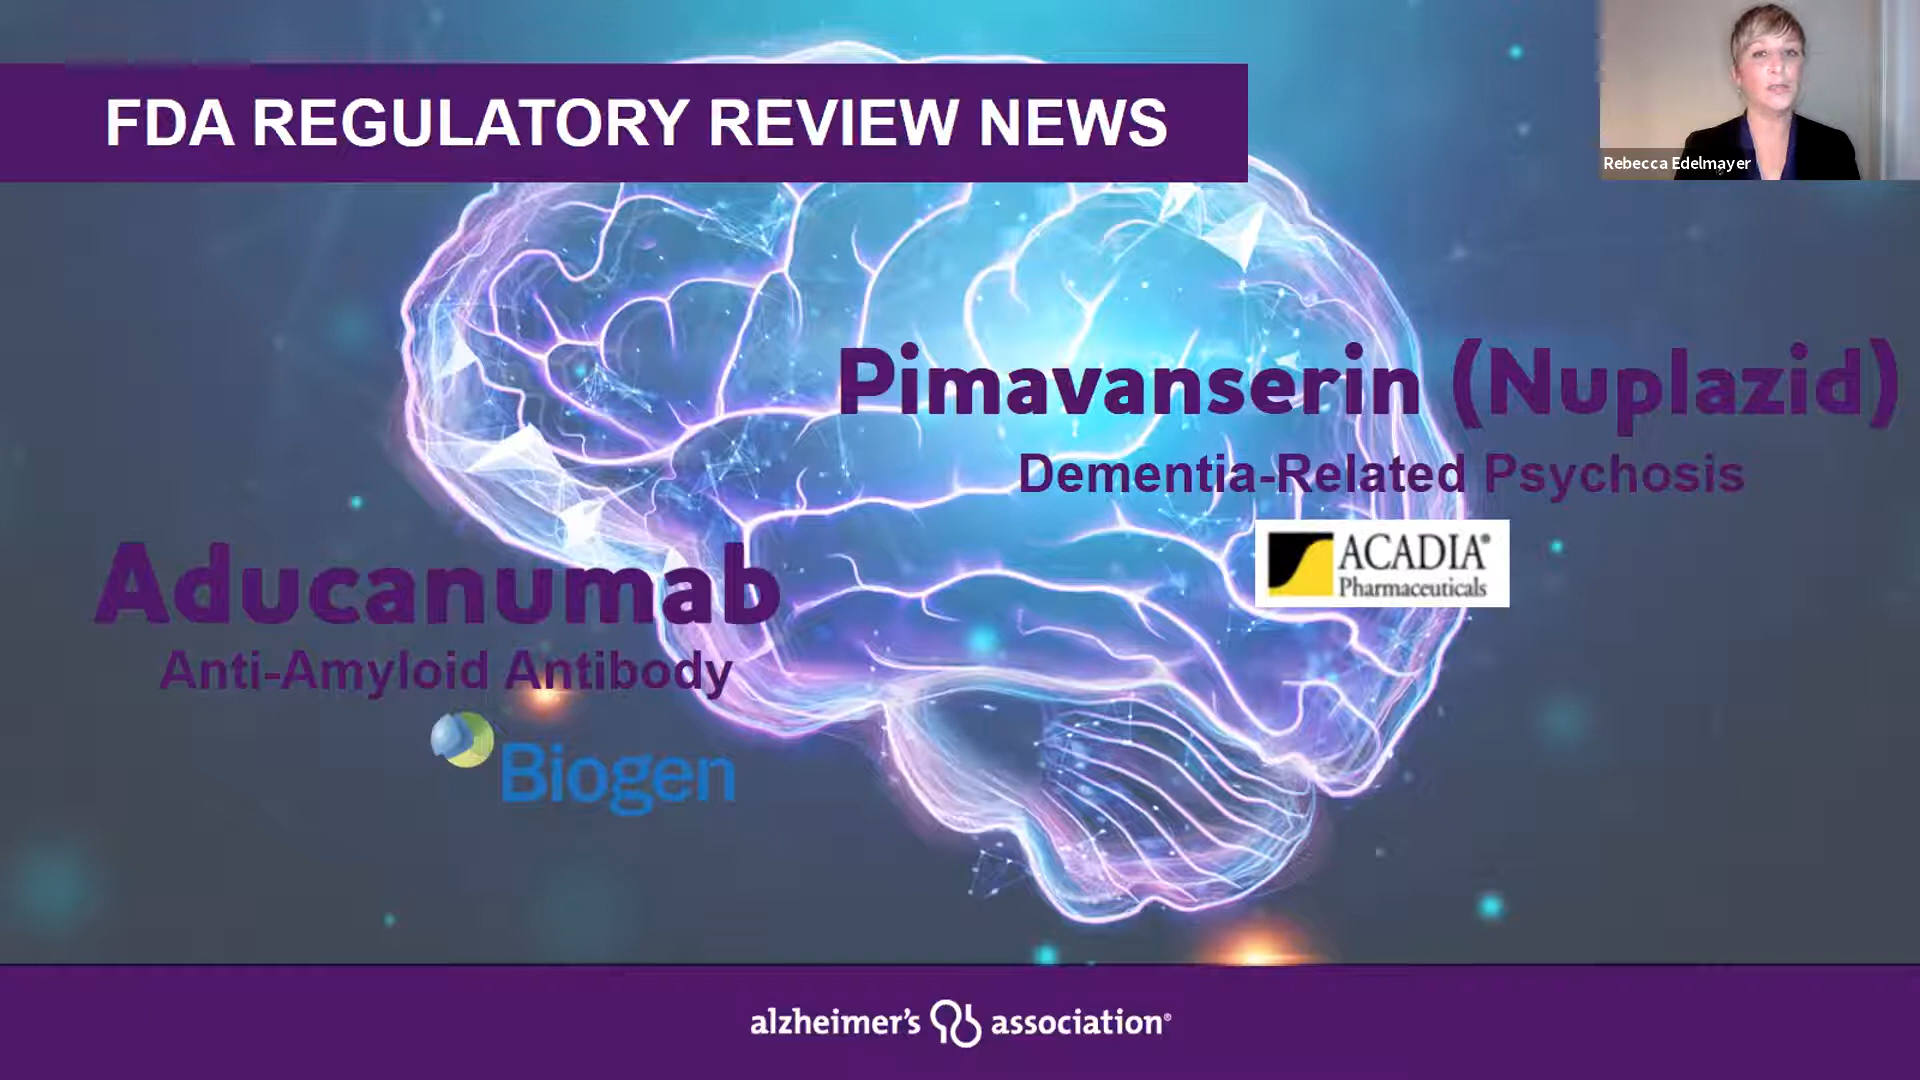 FDA REGULATORY REVIEW NEWS
Rebecca Edelmayer
Pimavanserin (Nuplazid)
Dementia-Related Psychosis
ACADIA®
Pharmaceuticals
Aducanumab
Anti-Amyloid Antibody
Biogen
alzheimer's association®